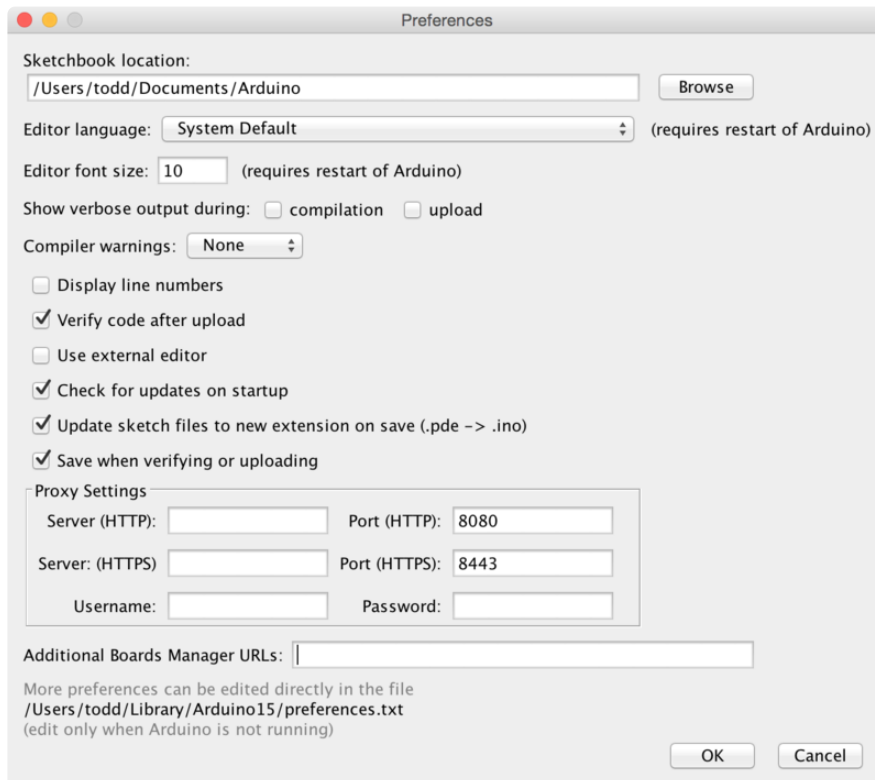 Preferences
Sketchbook location:
/Users/todd/Documents/Arduino Browse
Editor language: System Default (requires restart of Arduino)
Editor font size: 10 (requires restart of Arduino)
Show verbose output during: compilation upload
Compiler warnings: None
Display line numbers
Verify code after upload
Use external editor
Check for updates on startup
Update sketch files to new extension on save (.pde -> .ino)
Save when verifying or uploading
Proxy Settings
Server (HTTP): Port (HTTP): 8080
Server: (HTTPS) Port (HTTPS): 8443
Username: Password:
Additional Boards Manager URLs:
More preferences can be edited directly in the file
/Users/todd/Library/Arduino15/preferences.txt
(edit only when Arduino is not running)
OK Cancel